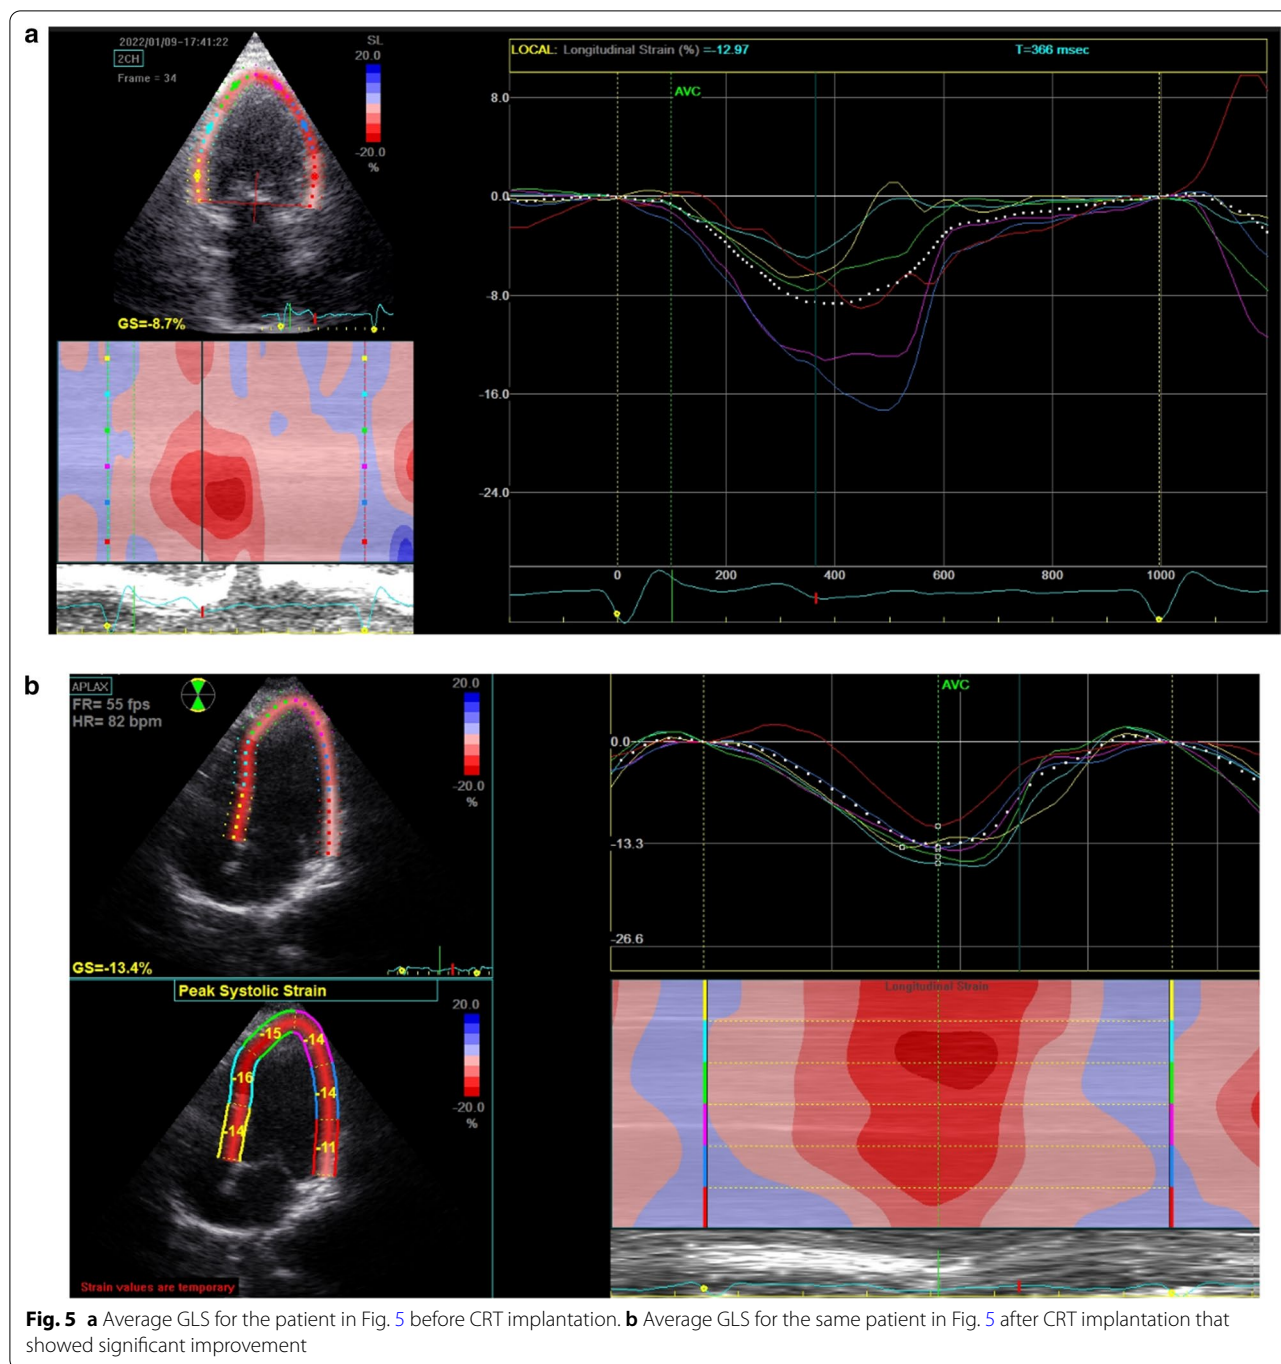 a
2022/01/09-17:41:22
2CH
Frame = 34
SL
20.0
-20.0
%
GS=-8.7%
LOCAL: Longitudinal Strain (%) =-12.97 T=366 msec
AVC
8.0
0.0
-8.0
-16.0
-24.0
0 200 400 600 800 1000
b
APLAX
FR= 55 fps
HR= 82 bpm
20.0
-20.0
%
GS=-13.4%
AVC
0.0
-13.3
-26.6
Peak Systolic Strain
20.0
-20.0
%
-15
-14
-16
-14
-14
-11
Strain values are temporary
Longitudinal Strain
Fig. 5 a Average GLS for the patient in Fig. 5 before CRT implantation. b Average GLS for the same patient in Fig. 5 after CRT implantation that
showed significant improvement